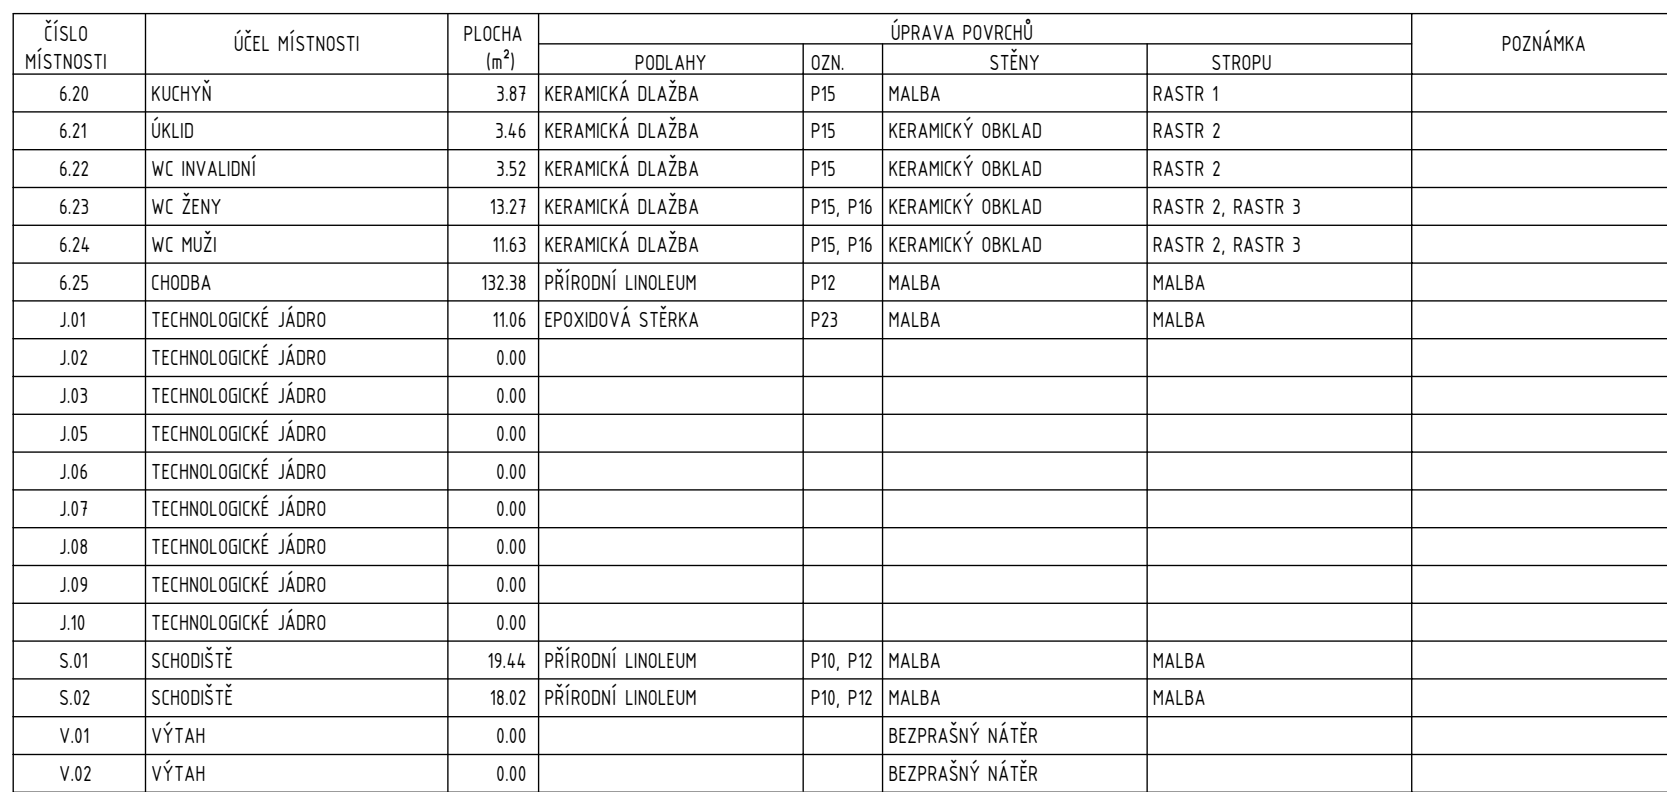 ČÍSLO MÍSTNOSTI ÚČEL MÍSTNOSTI PLOCHA (m²) ÚPRAVA POVRCHŮ POZNÁMKA
PODLAHY OZN. STĚNY STROPU
6.20 KUCHYŇ 3.87 KERAMICKÁ DLAŽBA P15 MALBA RASTR 1
6.21 ÚKLID 3.46 KERAMICKÁ DLAŽBA P15 KERAMICKÝ OBKLAD RASTR 2
6.22 WC INVALIDNÍ 3.52 KERAMICKÁ DLAŽBA P15 KERAMICKÝ OBKLAD RASTR 2
6.23 WC ŽENY 13.27 KERAMICKÁ DLAŽBA P15, P16 KERAMICKÝ OBKLAD RASTR 2, RASTR 3
6.24 WC MUŽI 11.63 KERAMICKÁ DLAŽBA P15, P16 KERAMICKÝ OBKLAD RASTR 2, RASTR 3
6.25 CHODBA 132.38 PŘÍRODNÍ LINOLEUM P12 MALBA MALBA
J.01 TECHNOLOGICKÉ JÁDRO 11.06 EPOXIDOVÁ STĚRKA P23 MALBA MALBA
J.02 TECHNOLOGICKÉ JÁDRO 0.00
J.03 TECHNOLOGICKÉ JÁDRO 0.00
J.05 TECHNOLOGICKÉ JÁDRO 0.00
J.06 TECHNOLOGICKÉ JÁDRO 0.00
J.07 TECHNOLOGICKÉ JÁDRO 0.00
J.08 TECHNOLOGICKÉ JÁDRO 0.00
J.09 TECHNOLOGICKÉ JÁDRO 0.00
J.10 TECHNOLOGICKÉ JÁDRO 0.00
S.01 SCHODIŠTĚ 19.44 PŘÍRODNÍ LINOLEUM P10, P12 MALBA MALBA
S.02 SCHODIŠTĚ 18.02 PŘÍRODNÍ LINOLEUM P10, P12 MALBA MALBA
V.01 VÝTAH 0.00 BEZPRAŠNÝ NÁTĚR
V.02 VÝTAH 0.00 BEZPRAŠNÝ NÁTĚR